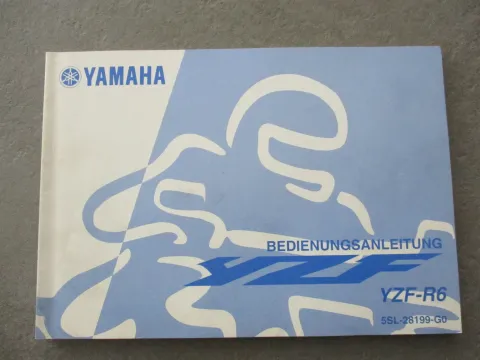 YAMAHA
BEDIENUNGSANLEITUNG
YZF
YZF-R6
5SL-28199-G0